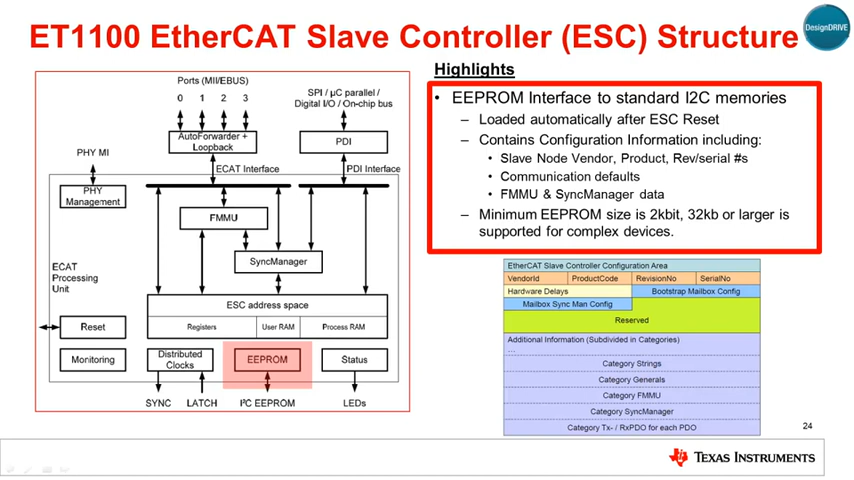 ET1100 EtherCAT Slave Controller (ESC) Structure
DesignDRIVE
Ports (MII/EBUS)
0 1 2 3
SPI / µC parallel /
Digital I/O / On-chip bus
AutoForwarder +
Loopback
PDI
PHY MI
ECAT Interface
PDI Interface
PHY
Management
FMMU
SyncManager
ECAT
Processing
Unit
ESC address space
Registers
User RAM
Process RAM
Reset
Monitoring
Distributed
Clocks
EEPROM
Status
SYNC
LATCH
I²C EEPROM
LEDs
Highlights
• EEPROM Interface to standard I2C memories
– Loaded automatically after ESC Reset
– Contains Configuration Information including:
• Slave Node Vendor, Product, Rev/serial #s
• Communication defaults
• FMMU & SyncManager data
– Minimum EEPROM size is 2kbit, 32kb or larger is
supported for complex devices.
EtherCAT Slave Controller Configuration Area
VendorId ProductCode RevisionNo SerialNo
Hardware Delays Bootstrap Mailbox Config
Mailbox Sync Man Config
Reserved
Additional Information (Subdivided in Categories)
...
Category Strings
Category Generals
Category FMMU
Category SyncManager
Category Tx- / RxPDO for each PDO
24
TEXAS INSTRUMENTS